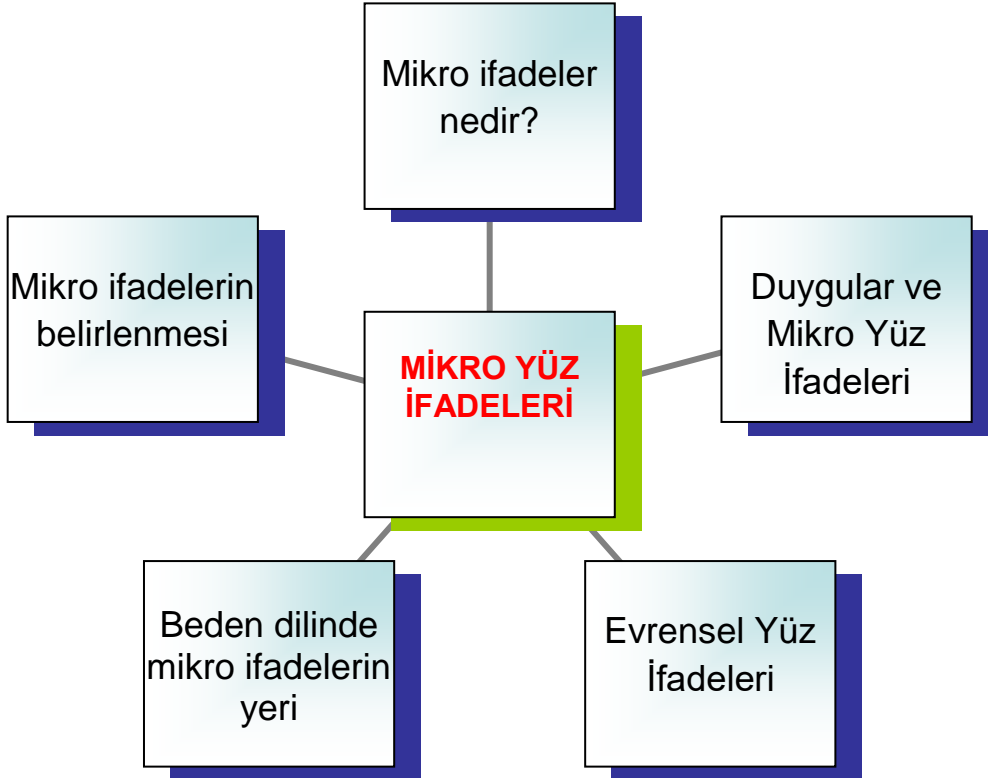 Mikro ifadeler
nedir?
Mikro ifadelerin
belirlenmesi
Duygular ve
Mikro Yüz
İfadeleri
MİKRO YÜZ
İFADELERİ
Beden dilinde
mikro ifadelerin
yeri
Evrensel Yüz
İfadeleri